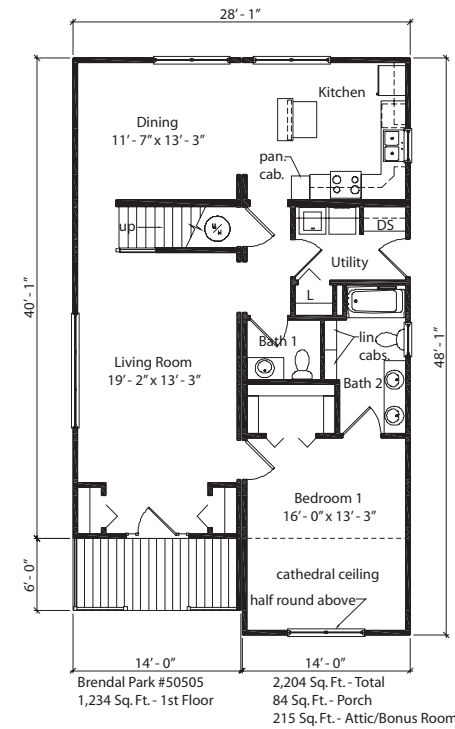 28' - 1"
Kitchen
Dining
11' - 7" x 13' - 3"
pan.
cab.
up
W/H
DS
Utility
L
40' - 1"
48' - 1"
Bath 1
lin.
cabs.
Bath 2
Living Room
19' - 2" x 13' - 3"
Bedroom 1
16' - 0" x 13' - 3"
6' - 0"
cathedral ceiling
half round above
14' - 0"
14' - 0"
Brendal Park #50505
1,234 Sq. Ft. - 1st Floor
2,204 Sq. Ft. - Total
84 Sq. Ft. - Porch
215 Sq. Ft. - Attic/Bonus Room